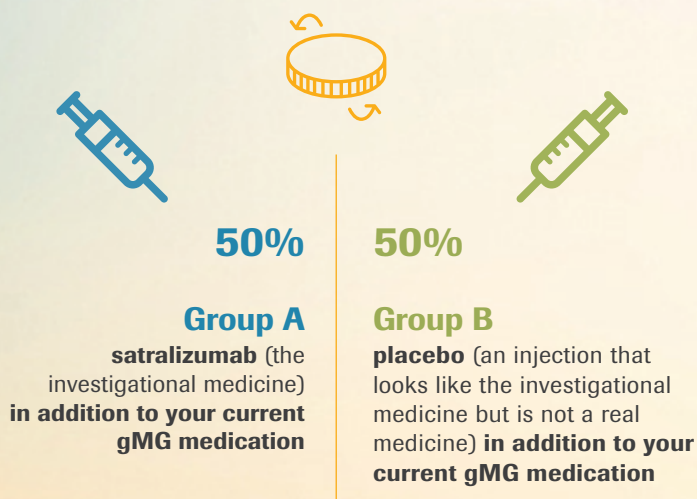 50%
Group A
satralizumab (the
investigational medicine)
in addition to your current
gMG medication
50%
Group B
placebo (an injection that
looks like the investigational
medicine but is not a real
medicine) in addition to your
current gMG medication